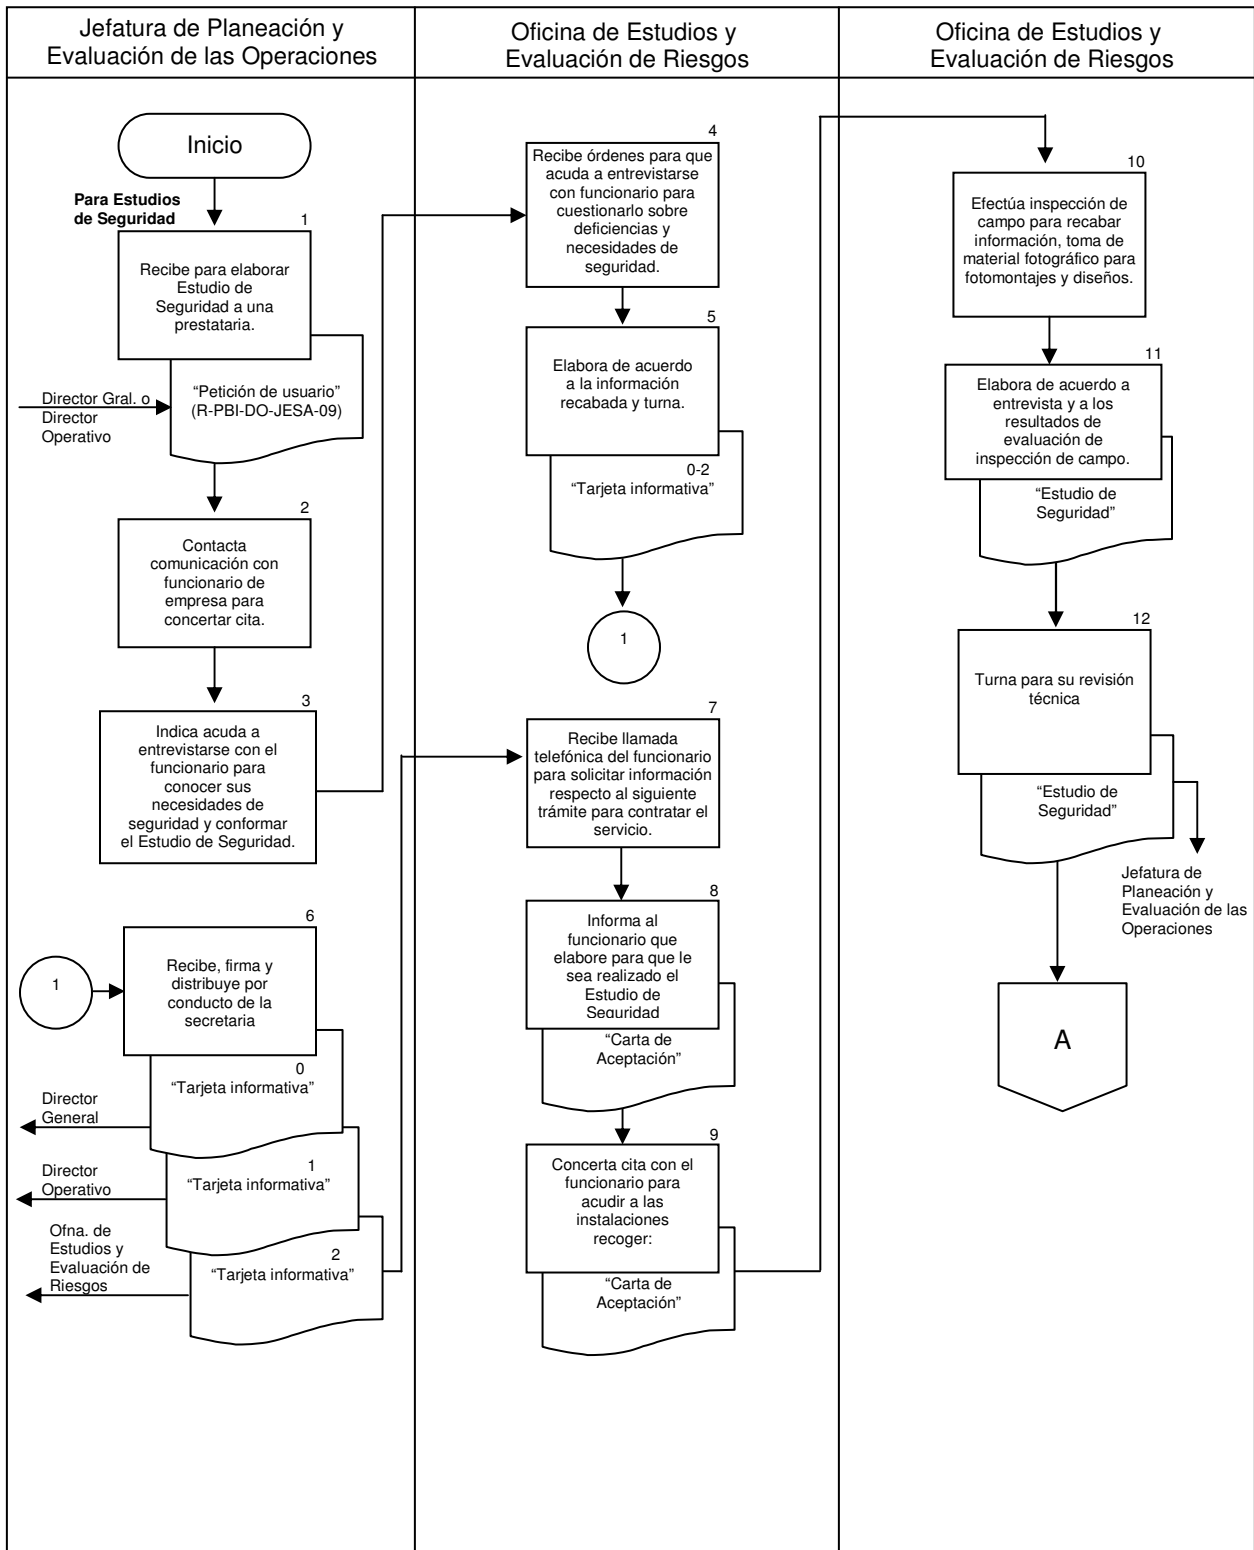 Jefatura de Planeación y
Evaluación de las Operaciones
Oficina de Estudios y
Evaluación de Riesgos
Oficina de Estudios y
Evaluación de Riesgos
Inicio
Para Estudios
de Seguridad
1
Recibe para elaborar
Estudio de
Seguridad a una
prestataria.
“Petición de usuario”
(R-PBI-DO-JESA-09)
Director Gral. o
Director
Operativo
2
Contacta
comunicación con
funcionario de
empresa para
concertar cita.
3
Indica acuda a
entrevistarse con el
funcionario para
conocer sus
necesidades de
seguridad y conformar
el Estudio de Seguridad.
6
1
Recibe, firma y
distribuye por
conducto de la
secretaria
0
“Tarjeta informativa”
Director
General
1
“Tarjeta informativa”
Director
Operativo
2
“Tarjeta informativa”
Ofna. de
Estudios y
Evaluación de
Riesgos
4
Recibe órdenes para que
acuda a entrevistarse
con funcionario para
cuestionarlo sobre
deficiencias y
necesidades de
seguridad.
5
Elabora de acuerdo
a la información
recabada y turna.
0-2
“Tarjeta informativa”
1
7
Recibe llamada
telefónica del funcionario
para solicitar información
respecto al siguiente
trámite para contratar el
servicio.
8
Informa al
funcionario que
elabore para que le
sea realizado el
Estudio de
Seguridad
“Carta de
Aceptación”
9
Concerta cita con el
funcionario para
acudir a las
instalaciones
recoger:
“Carta de
Aceptación”
10
Efectúa inspección de
campo para recabar
información, toma de
material fotográfico para
fotomontajes y diseños.
11
Elabora de acuerdo a
entrevista y a los
resultados de
evaluación de
inspección de campo.
“Estudio de
Seguridad”
12
Turna para su revisión
técnica
“Estudio de
Seguridad”
Jefatura de
Planeación y
Evaluación de las
Operaciones
A